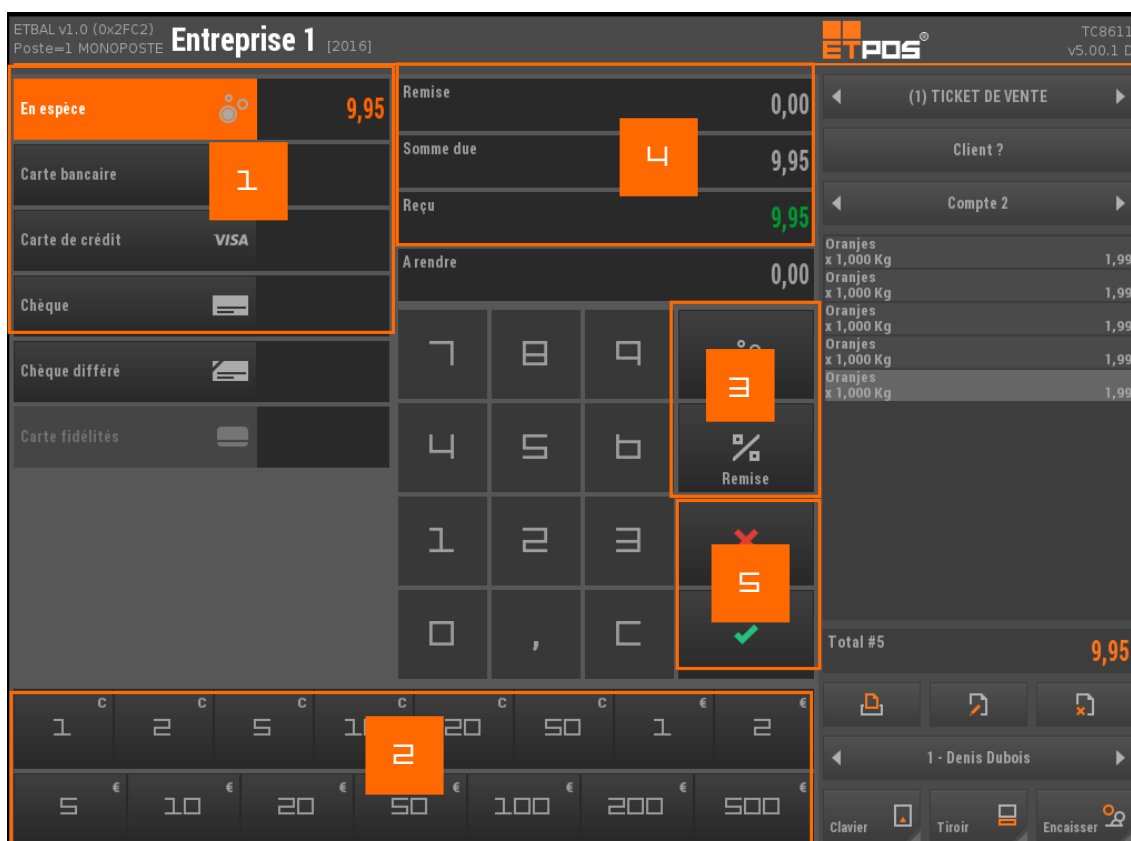 ETBAL v1.0 (0x2FC2)
Poste=1 MONOPOSTE Entreprise 1 [2016]
ETPOS®
TC8611
v5.00.1 D
En espèce 9,95
Carte bancaire
1
Carte de crédit VISA
Chèque
Chèque différé
Carte fidélités
Remise 0,00
Somme due 9,95
4
Reçu 9,95
A rendre 0,00
7 8 9
3
4 5 6 % Remise
1 2 3
5
0 , C
(1) TICKET DE VENTE
Client ?
Compte 2
Oranjes
x 1,000 Kg 1,99
Oranjes
x 1,000 Kg 1,99
Oranjes
x 1,000 Kg 1,99
Oranjes
x 1,000 Kg 1,99
Oranjes
x 1,000 Kg 1,99
Total #5 9,95
1 - Denis Dubois
Clavier Tiroir Encaisser
1 C 2 C 5 C 10 C 20 C 50 C 1 € 2 €
2
5 € 10 € 20 € 50 € 100 € 200 € 500 €